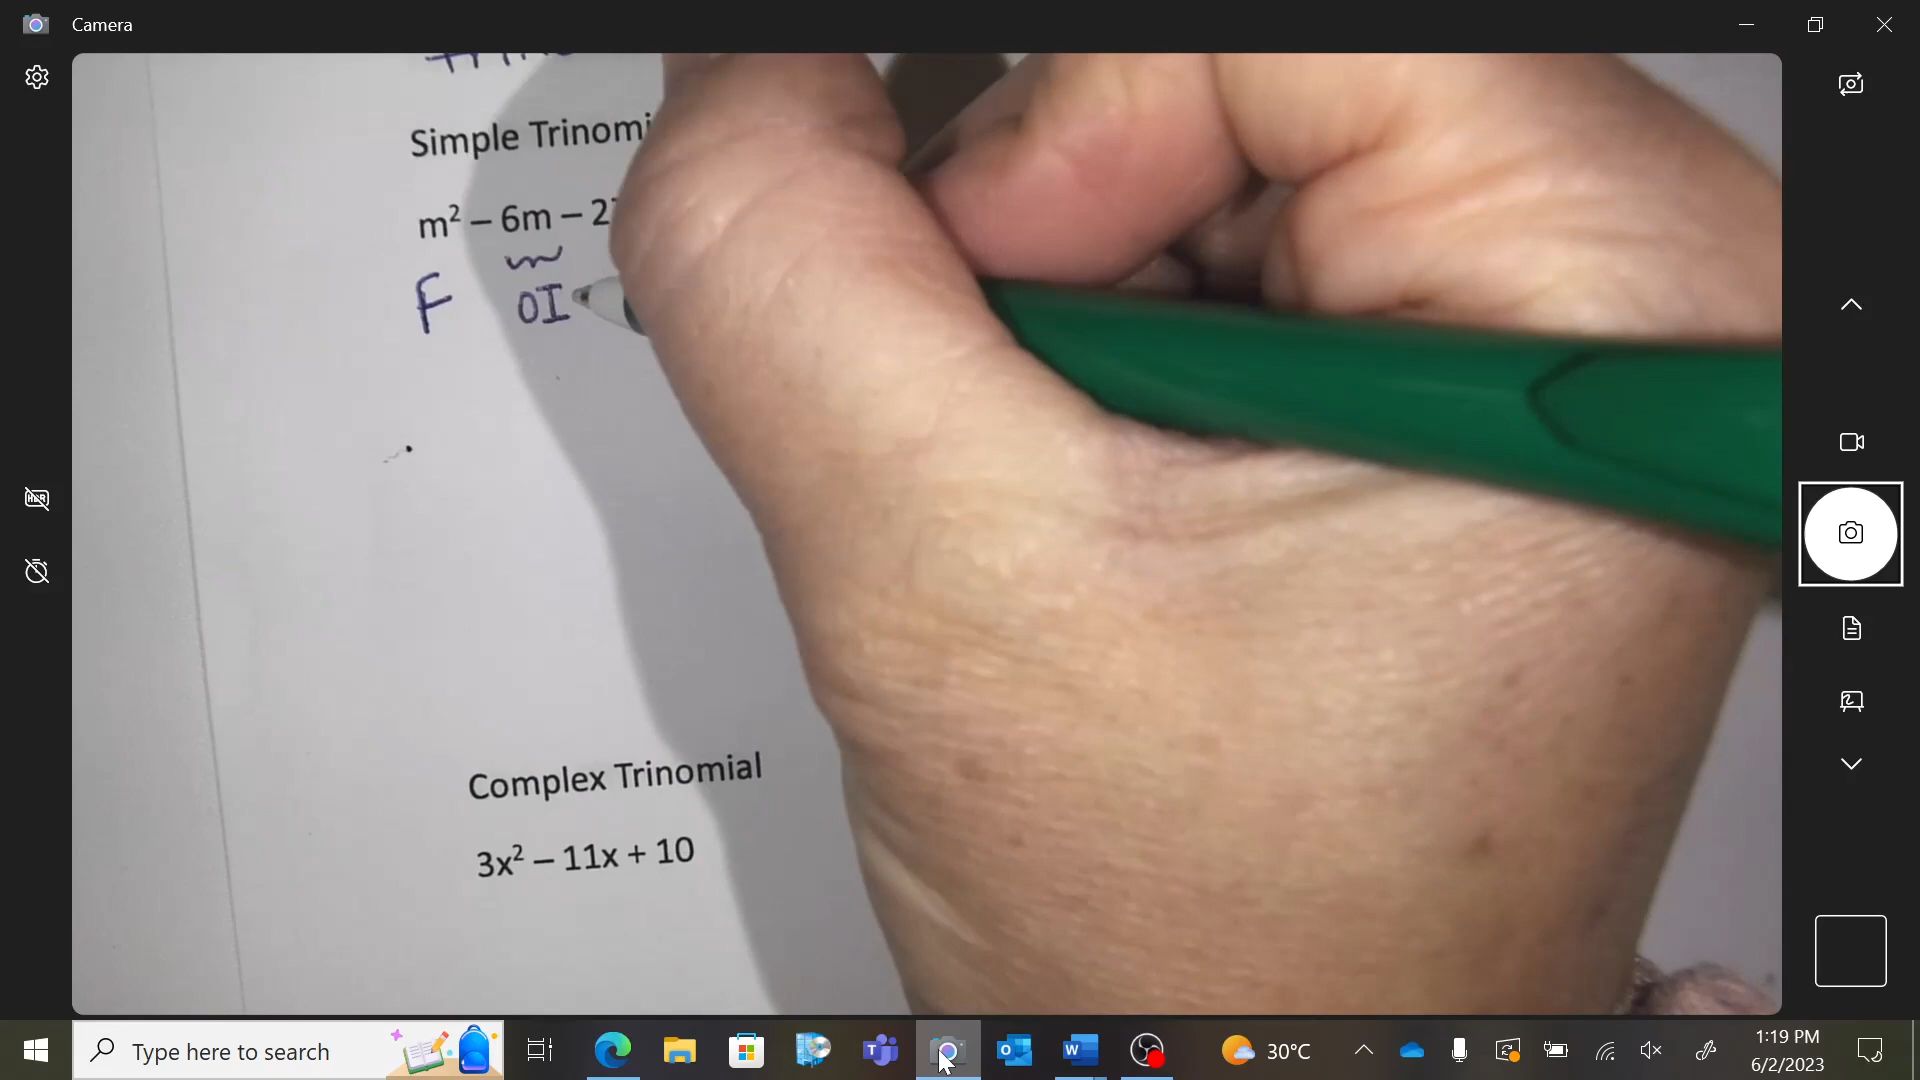 Camera
Simple Trinomi
m² – 6m – 2
F OI
Complex Trinomial
3x² – 11x + 10
Type here to search
30°C
1:19 PM
6/2/2023